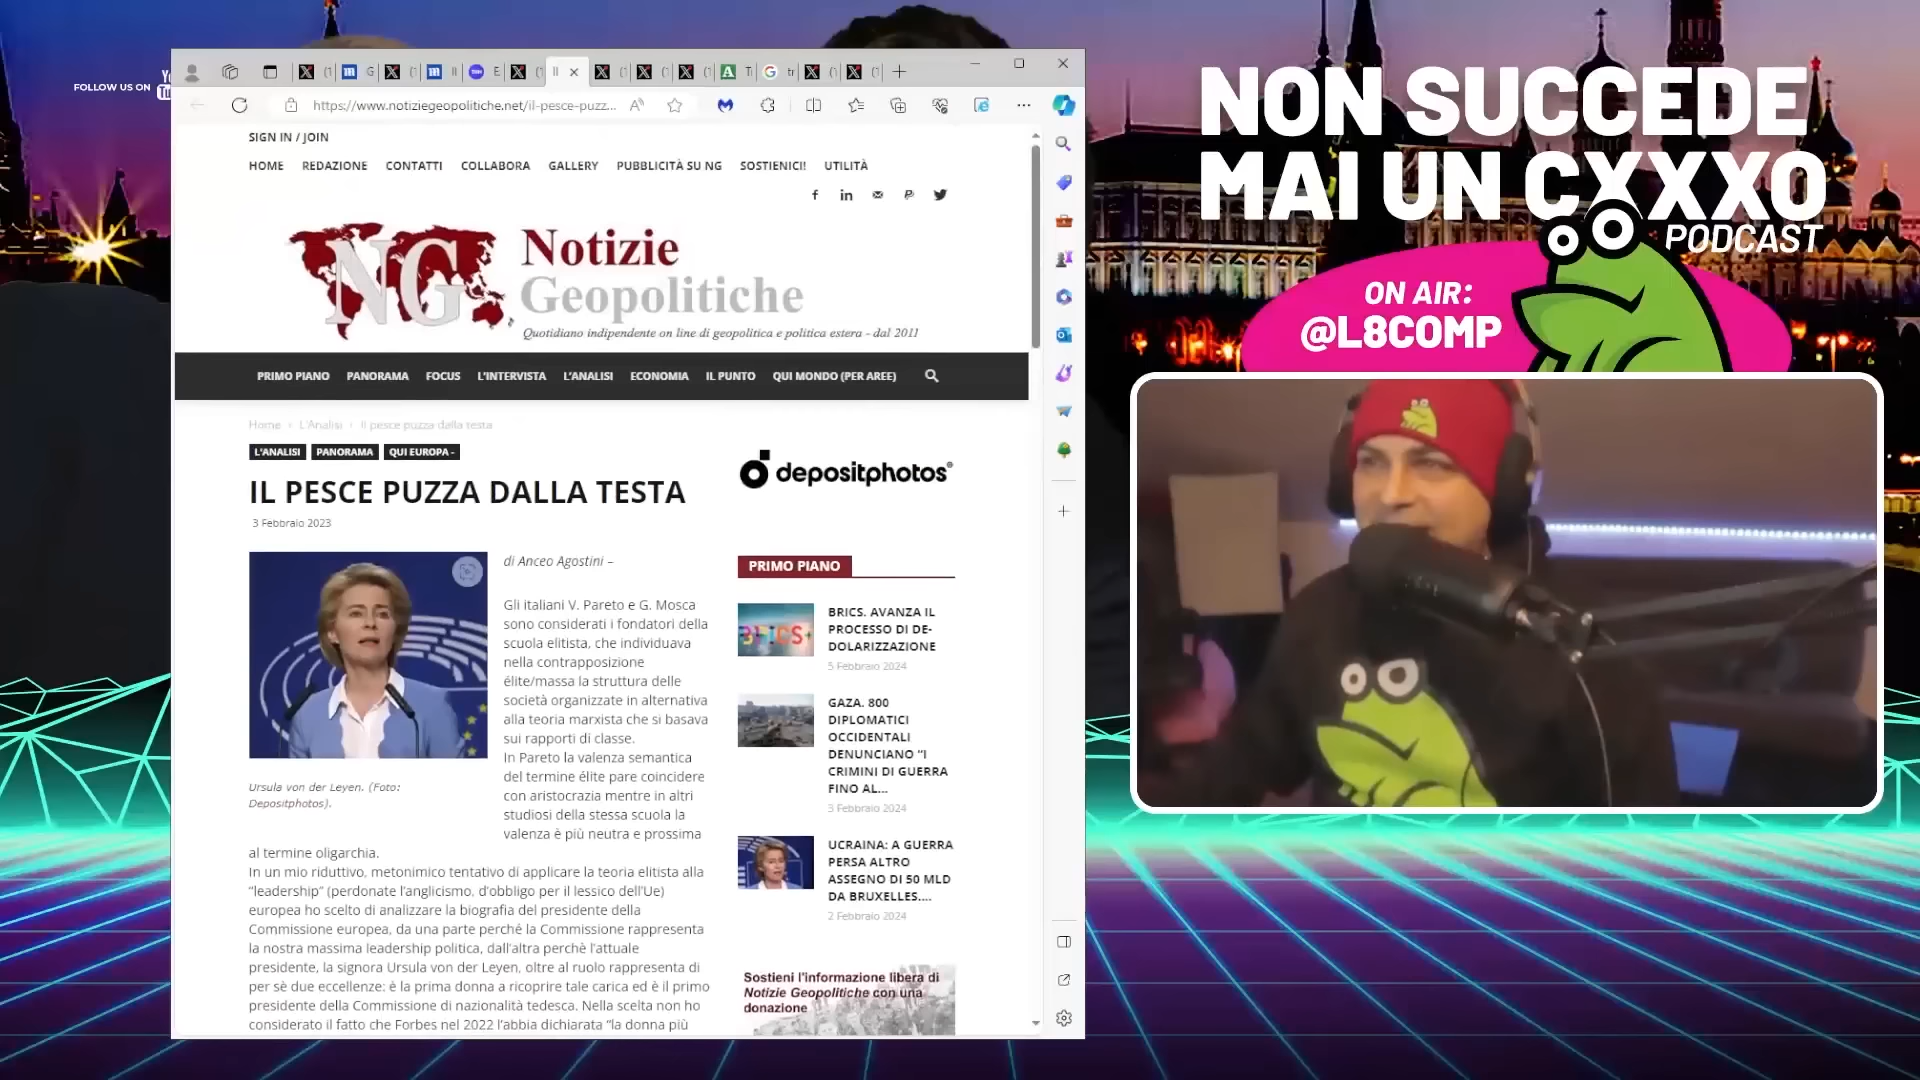 FOLLOW US ON
https://www.notiziegeopolitiche.net/il-pesce-puzz...
SIGN IN / JOIN
HOME REDAZIONE CONTATTI COLLABORA GALLERY PUBBLICITÀ SU NG SOSTIENICI! UTILITÀ
NG
Notizie
Geopolitiche
Quotidiano indipendente on line di geopolitica e politica estera - dal 2011
PRIMO PIANO PANORAMA FOCUS L'INTERVISTA L'ANALISI ECONOMIA IL PUNTO QUI MONDO (PER AREE)
Home › L'Analisi › Il pesce puzza dalla testa
L'ANALISI PANORAMA QUI EUROPA -
IL PESCE PUZZA DALLA TESTA
3 Febbraio 2023
di Anceo Agostini –
Gli italiani V. Pareto e G. Mosca
sono considerati i fondatori della
scuola elitista, che individuava
nella contrapposizione
élite/massa la struttura delle
società organizzate in alternativa
alla teoria marxista che si basava
sui rapporti di classe.
In Pareto la valenza semantica
del termine élite pare coincidere
con aristocrazia mentre in altri
studiosi della stessa scuola la
valenza è più neutra e prossima
Ursula von der Leyen. (Foto:
Depositphotos).
al termine oligarchia.
In un mio riduttivo, metonimico tentativo di applicare la teoria elitista alla
“leadership” (perdonate l’anglicismo, d’obbligo per il lessico dell’Ue)
europea ho scelto di analizzare la biografia del presidente della
Commissione europea, da una parte perché la Commissione rappresenta
la nostra massima leadership politica, dall’altra perchè l’attuale
presidente, la signora Ursula von der Leyen, oltre al ruolo rappresenta di
per sè due eccellenze: è la prima donna a ricoprire tale carica ed è il primo
presidente della Commissione di nazionalità tedesca. Nella scelta non ho
considerato il fatto che Forbes nel 2022 l’abbia dichiarata “la donna più
depositphotos
PRIMO PIANO
BRICS. AVANZA IL
PROCESSO DI DE-
DOLARIZZAZIONE
5 Febbraio 2024
GAZA. 800
DIPLOMATICI
OCCIDENTALI
DENUNCIANO “I
CRIMINI DI GUERRA
FINO AL...
3 Febbraio 2024
UCRAINA: A GUERRA
PERSA ALTRO
ASSEGNO DI 50 MLD
DA BRUXELLES....
2 Febbraio 2024
Sostieni l'informazione libera di
Notizie Geopolitiche con una
donazione
NON SUCCEDE
MAI UN CXXXO
PODCAST
ON AIR:
@L8COMP